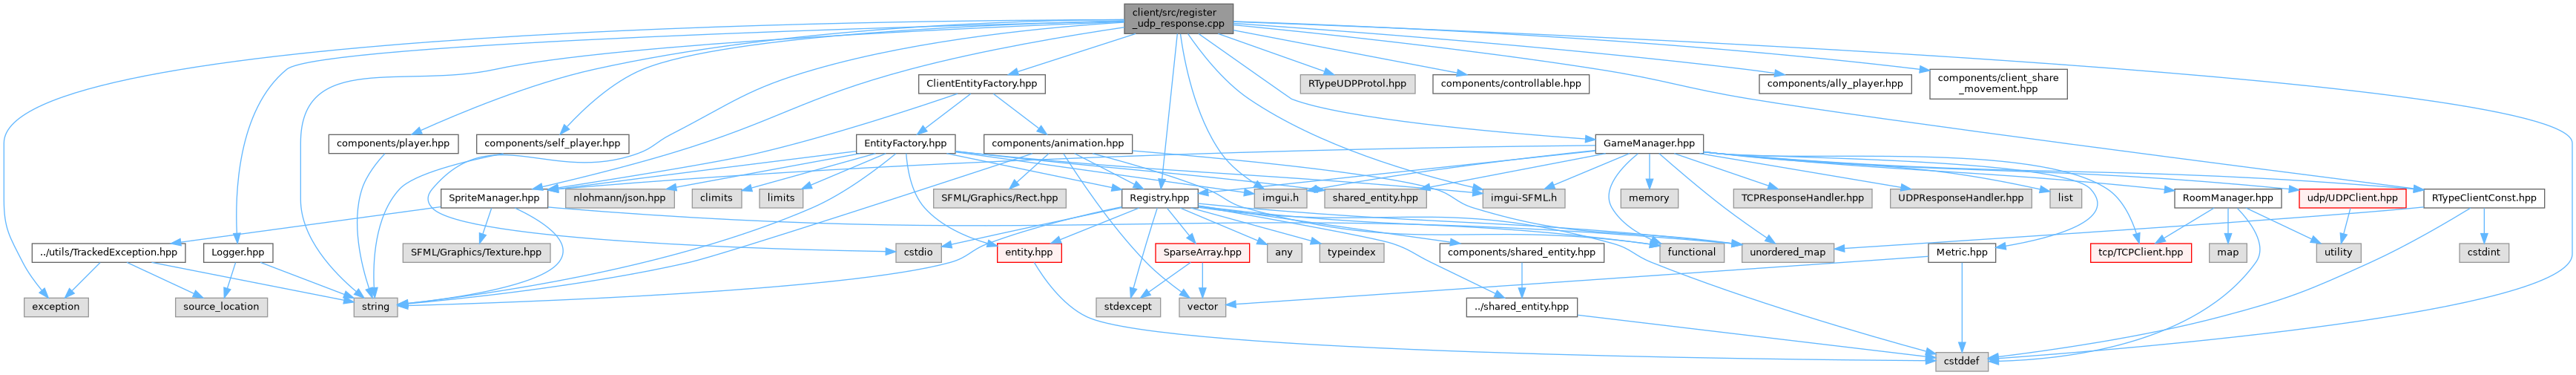 client/src/register
_udp_response.cpp
ClientEntityFactory.hpp
RTypeUDPProtol.hpp
components/controllable.hpp
components/ally_player.hpp
components/client_share
_movement.hpp
components/player.hpp
components/self_player.hpp
EntityFactory.hpp
components/animation.hpp
GameManager.hpp
SpriteManager.hpp
nlohmann/json.hpp
climits
limits
SFML/Graphics/Rect.hpp
Registry.hpp
imgui.h
shared_entity.hpp
imgui-SFML.h
memory
TCPResponseHandler.hpp
UDPResponseHandler.hpp
list
RoomManager.hpp
udp/UDPClient.hpp
RTypeClientConst.hpp
../utils/TrackedException.hpp
Logger.hpp
SFML/Graphics/Texture.hpp
cstdio
entity.hpp
SparseArray.hpp
any
typeindex
components/shared_entity.hpp
functional
unordered_map
Metric.hpp
tcp/TCPClient.hpp
map
utility
cstdint
exception
source_location
string
stdexcept
vector
../shared_entity.hpp
cstddef